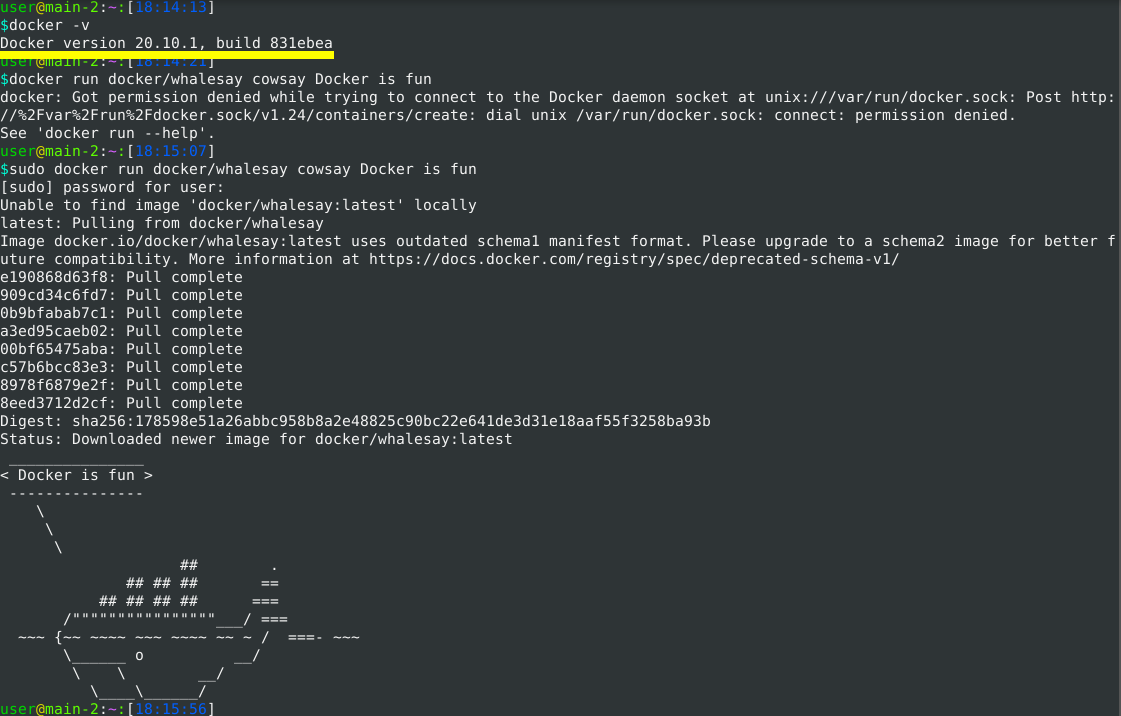 user@main-2:~:[18:14:13]
$docker -v
Docker version 20.10.1, build 831ebea
user@main-2:~:[18:14:21]
$docker run docker/whalesay cowsay Docker is fun
docker: Got permission denied while trying to connect to the Docker daemon socket at unix:///var/run/docker.sock: Post http:
//%2Fvar%2Frun%2Fdocker.sock/v1.24/containers/create: dial unix /var/run/docker.sock: connect: permission denied.
See 'docker run --help'.
user@main-2:~:[18:15:07]
$sudo docker run docker/whalesay cowsay Docker is fun
[sudo] password for user:
Unable to find image 'docker/whalesay:latest' locally
latest: Pulling from docker/whalesay
Image docker.io/docker/whalesay:latest uses outdated schema1 manifest format. Please upgrade to a schema2 image for better f
uture compatibility. More information at https://docs.docker.com/registry/spec/deprecated-schema-v1/
e190868d63f8: Pull complete
909cd34c6fd7: Pull complete
0b9bfabab7c1: Pull complete
a3ed95caeb02: Pull complete
00bf65475aba: Pull complete
c57b6bcc83e3: Pull complete
8978f6879e2f: Pull complete
8eed3712d2cf: Pull complete
Digest: sha256:178598e51a26abbc958b8a2e48825c90bc22e641de3d31e18aaf55f3258ba93b
Status: Downloaded newer image for docker/whalesay:latest
 _______________
< Docker is fun >
 ---------------
    \
     \
      \
                    ##        .
              ## ## ##       ==
           ## ## ## ##      ===
       /""""""""""""""""___/ ===
  ~~~ {~~ ~~~~ ~~~ ~~~~ ~~ ~ /  ===- ~~~
       \______ o          __/
        \    \        __/
          \____\______/
user@main-2:~:[18:15:56]